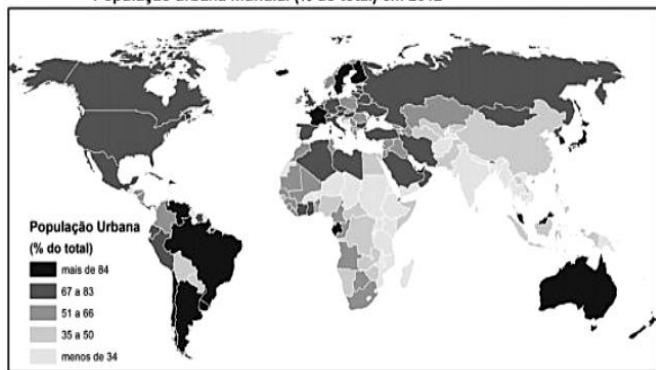 População Urbana
(% do total)
mais de 84
67 a 83
51 a 66
35 a 50
menos de 34